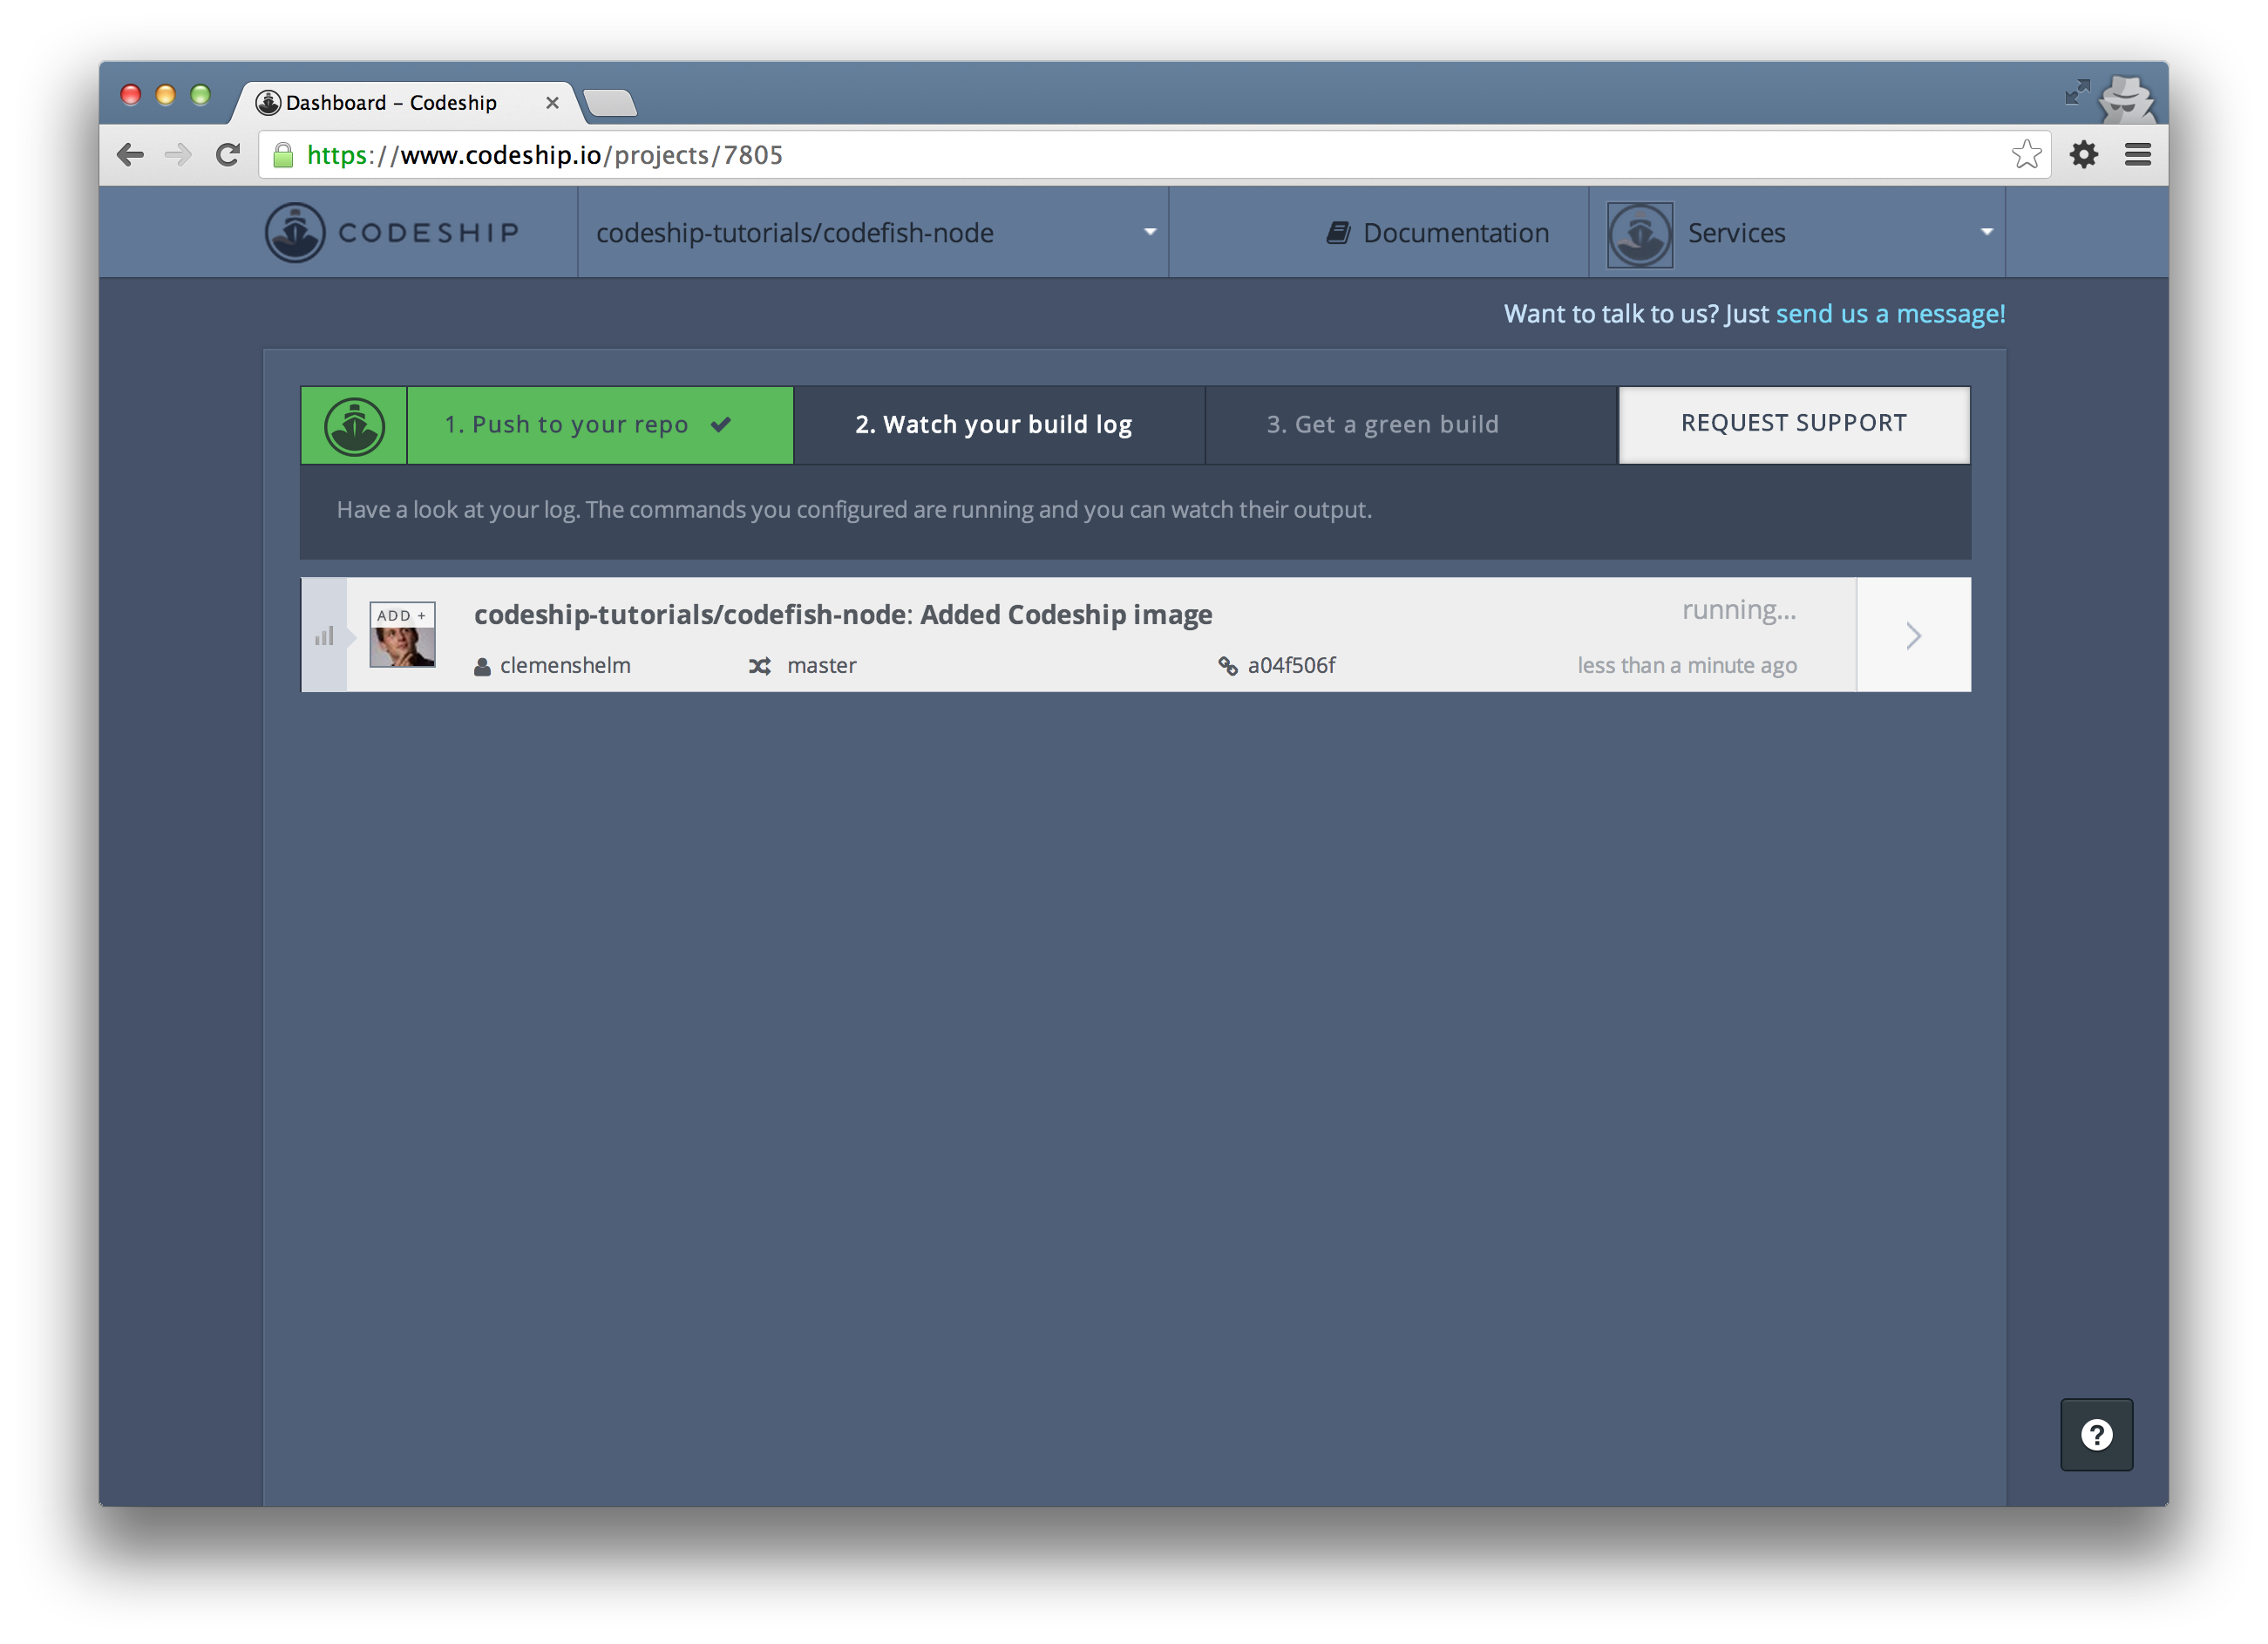 Dashboard – Codeship
https://www.codeship.io/projects/7805
CODESHIP
codeship-tutorials/codefish-node
Documentation
Services
Want to talk to us? Just send us a message!
1. Push to your repo
2. Watch your build log
3. Get a green build
REQUEST SUPPORT
Have a look at your log. The commands you configured are running and you can watch their output.
ADD +
codeship-tutorials/codefish-node: Added Codeship image
running...
clemenshelm
master
a04f506f
less than a minute ago
?